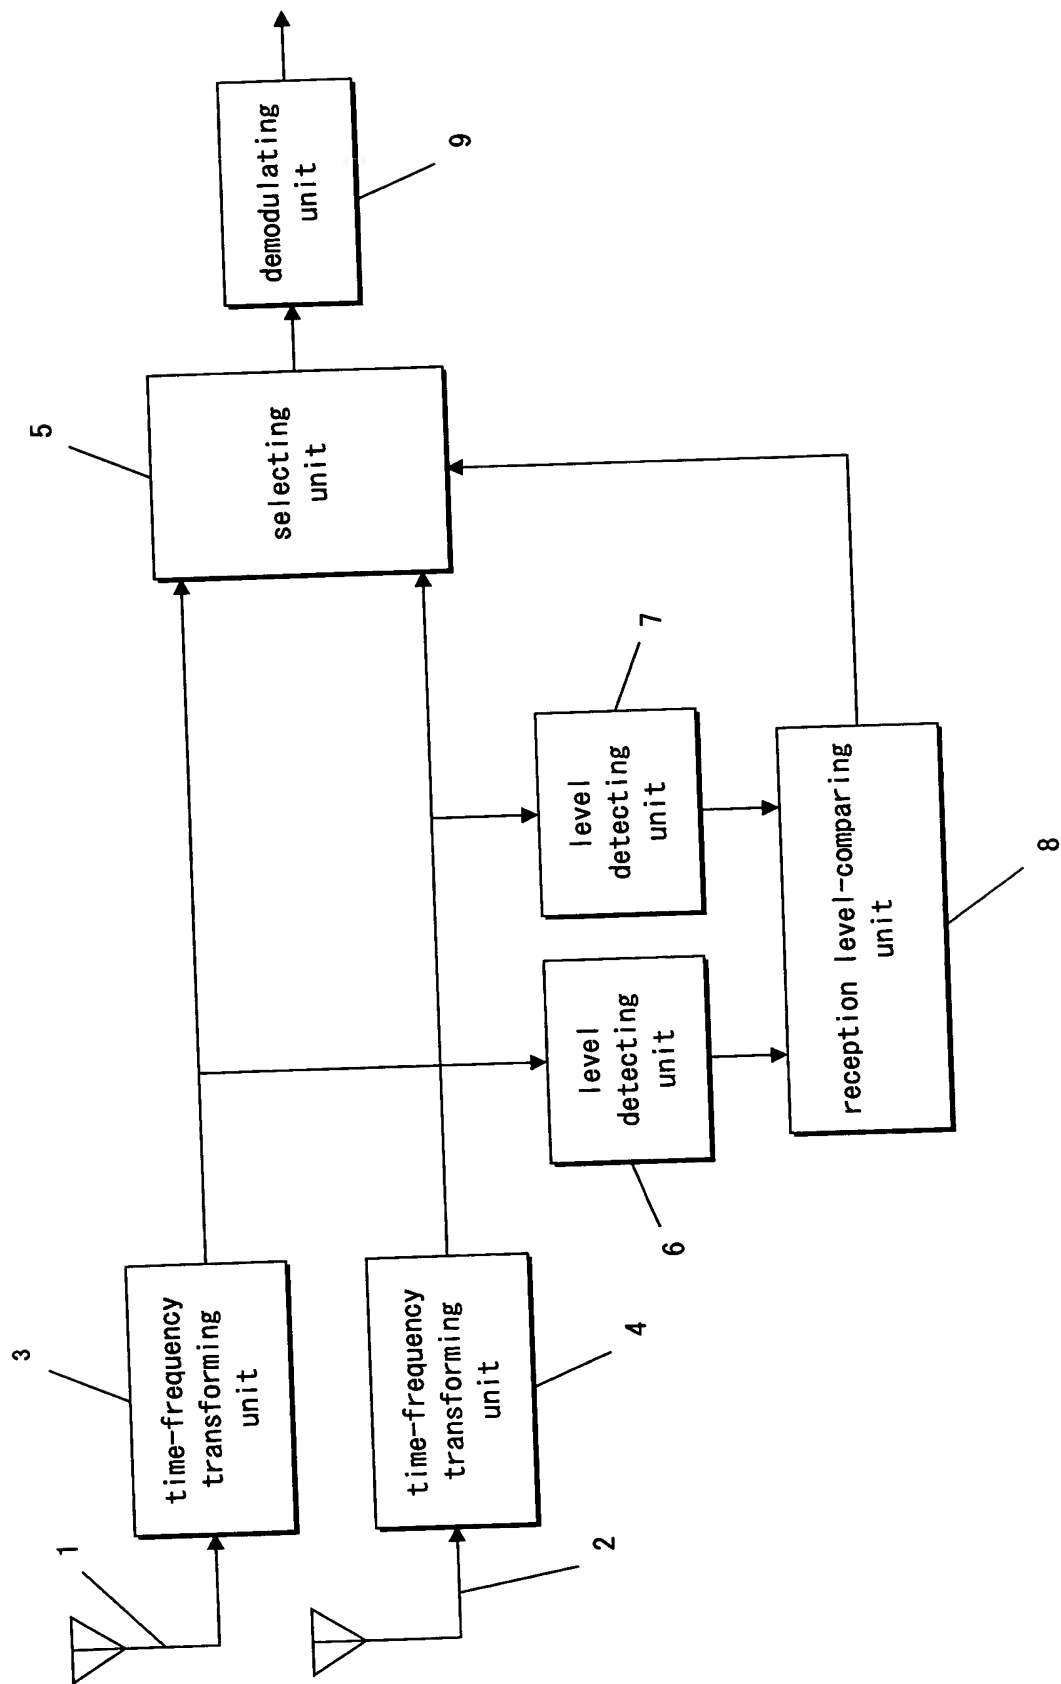 1
time-frequency
transforming
unit
3
2
time-frequency
transforming
unit
4
level
detecting
unit
6
level
detecting
unit
7
reception level-comparing
unit
8
selecting
unit
5
demodulating
unit
9